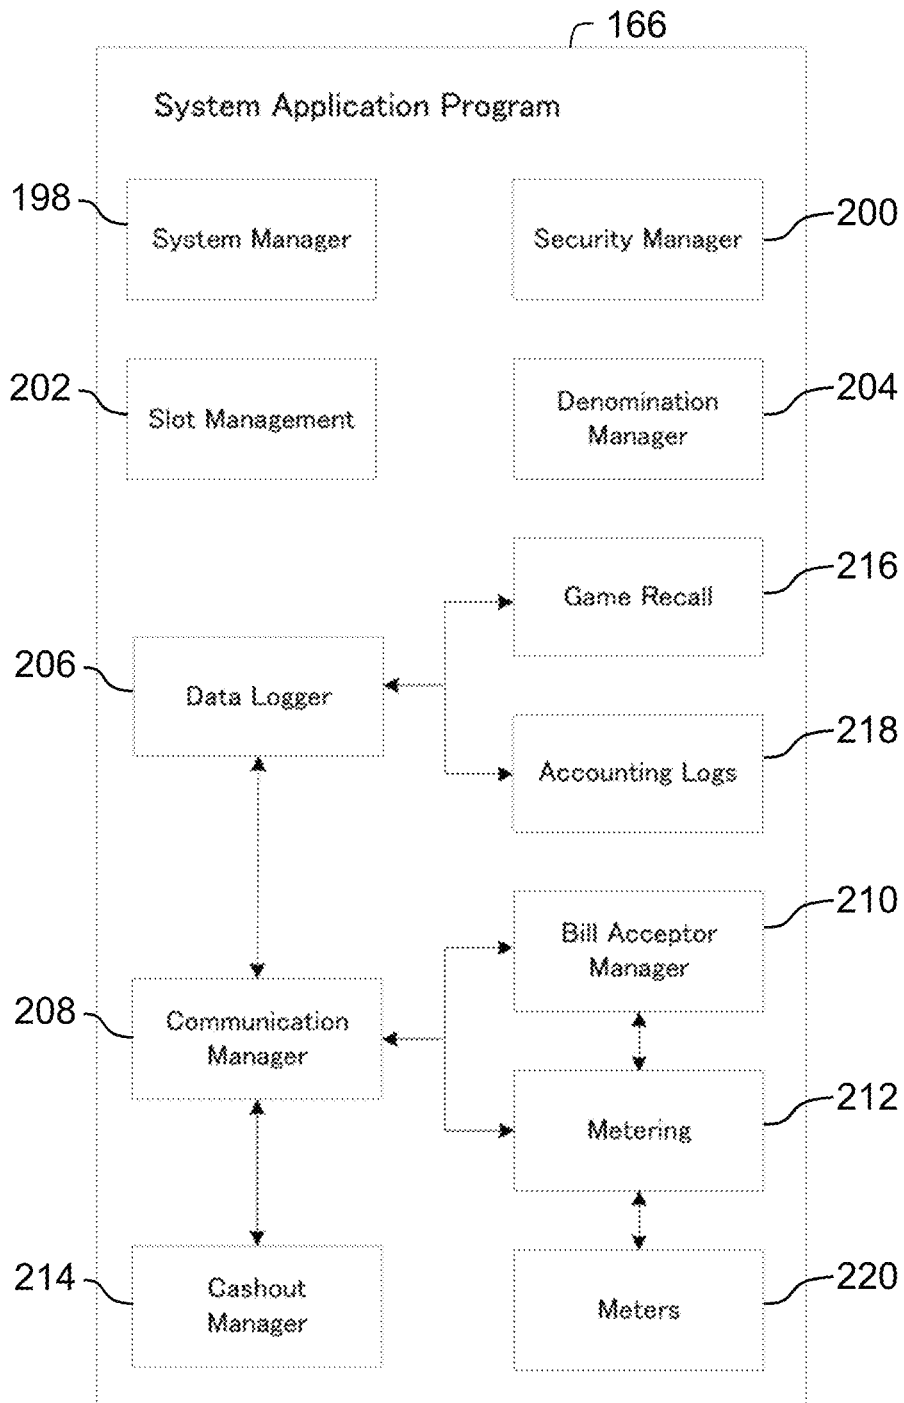 166
System Application Program
198
System Manager
Security Manager
200
202
Slot Management
Denomination
Manager
204
Game Recall
216
206
Data Logger
Accounting Logs
218
Bill Acceptor
Manager
210
208
Communication
Manager
Metering
212
214
Cashout
Manager
Meters
220